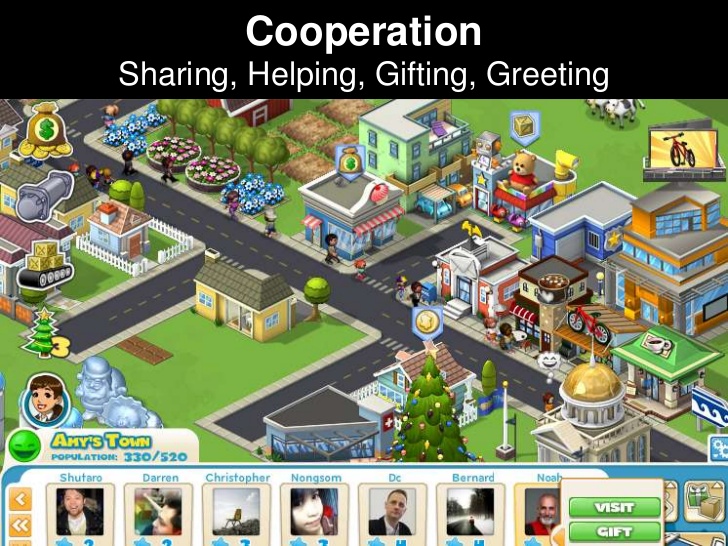 Cooperation
Sharing, Helping, Gifting, Greeting
$
$
3
AMY'S TOWN
POPULATION: 330/520
Shutaro Darren Christopher Nongsom Dc Bernard Noah
VISIT
GIFT